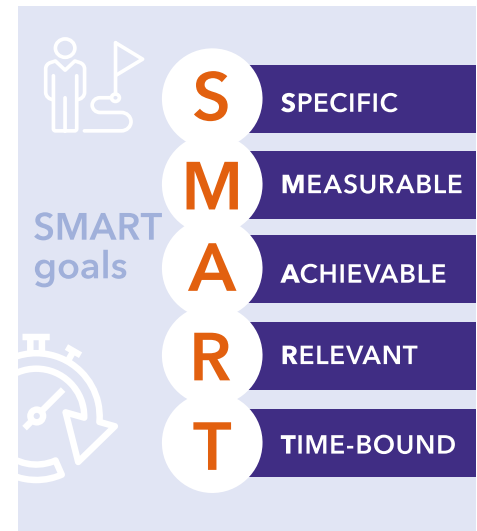 SMART
goals
S
SPECIFIC
M
MEASURABLE
A
ACHIEVABLE
R
RELEVANT
T
TIME-BOUND